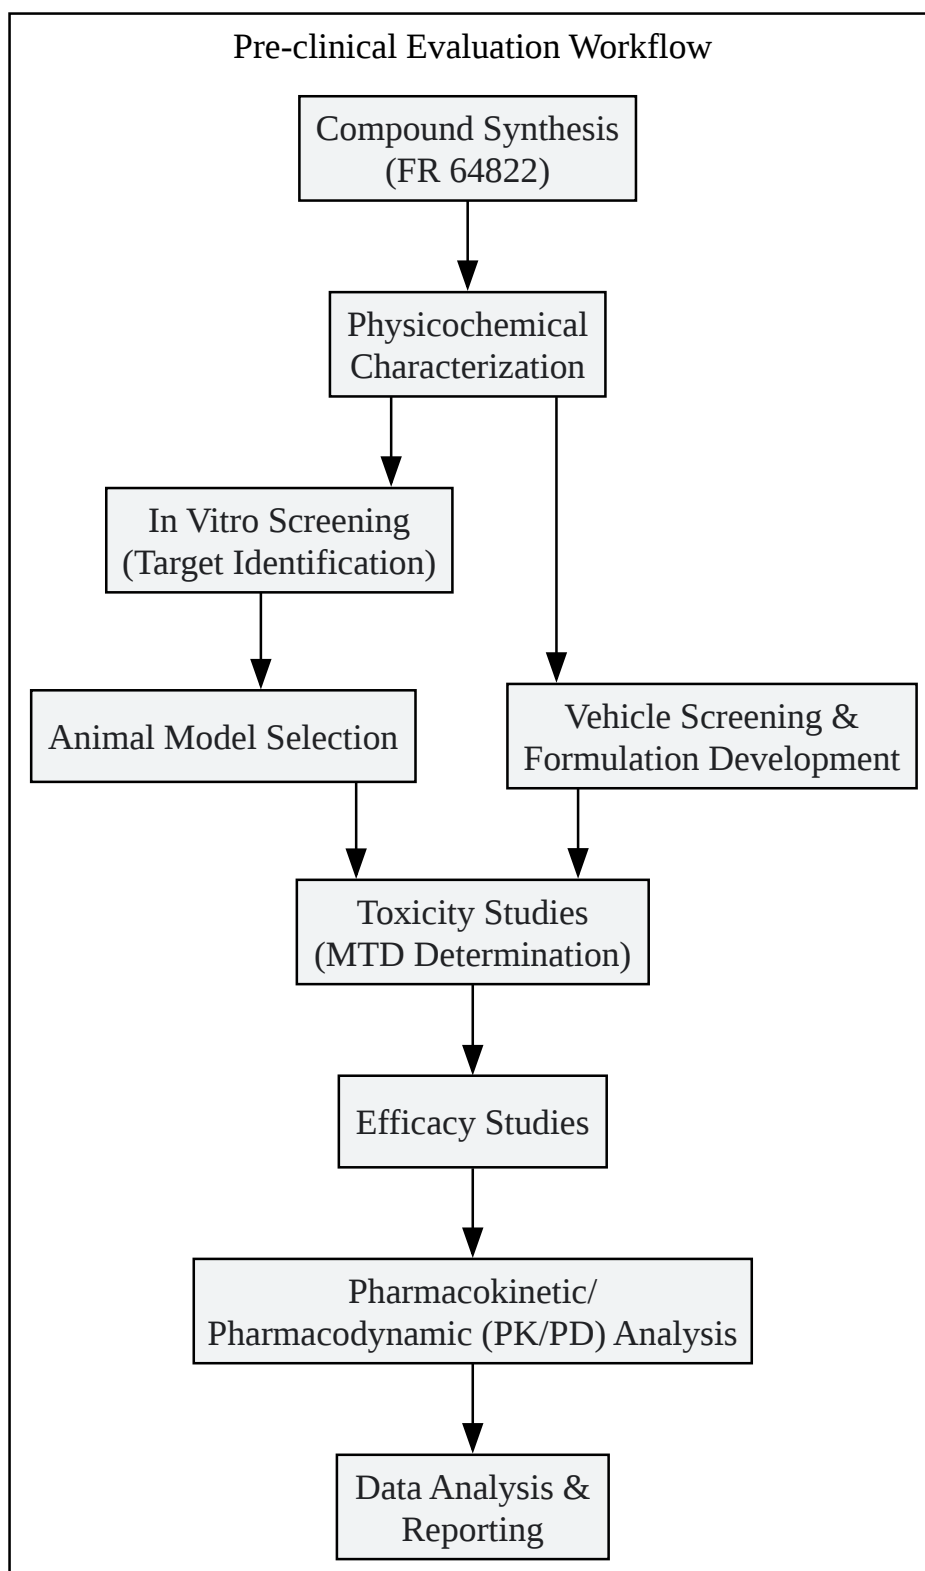 Pre-clinical Evaluation Workflow
Compound Synthesis
(FR 64822)
Physicochemical
Characterization
In Vitro Screening
(Target Identification)
Animal Model Selection
Vehicle Screening &
Formulation Development
Toxicity Studies
(MTD Determination)
Efficacy Studies
Pharmacokinetic/
Pharmacodynamic (PK/PD) Analysis
Data Analysis &
Reporting